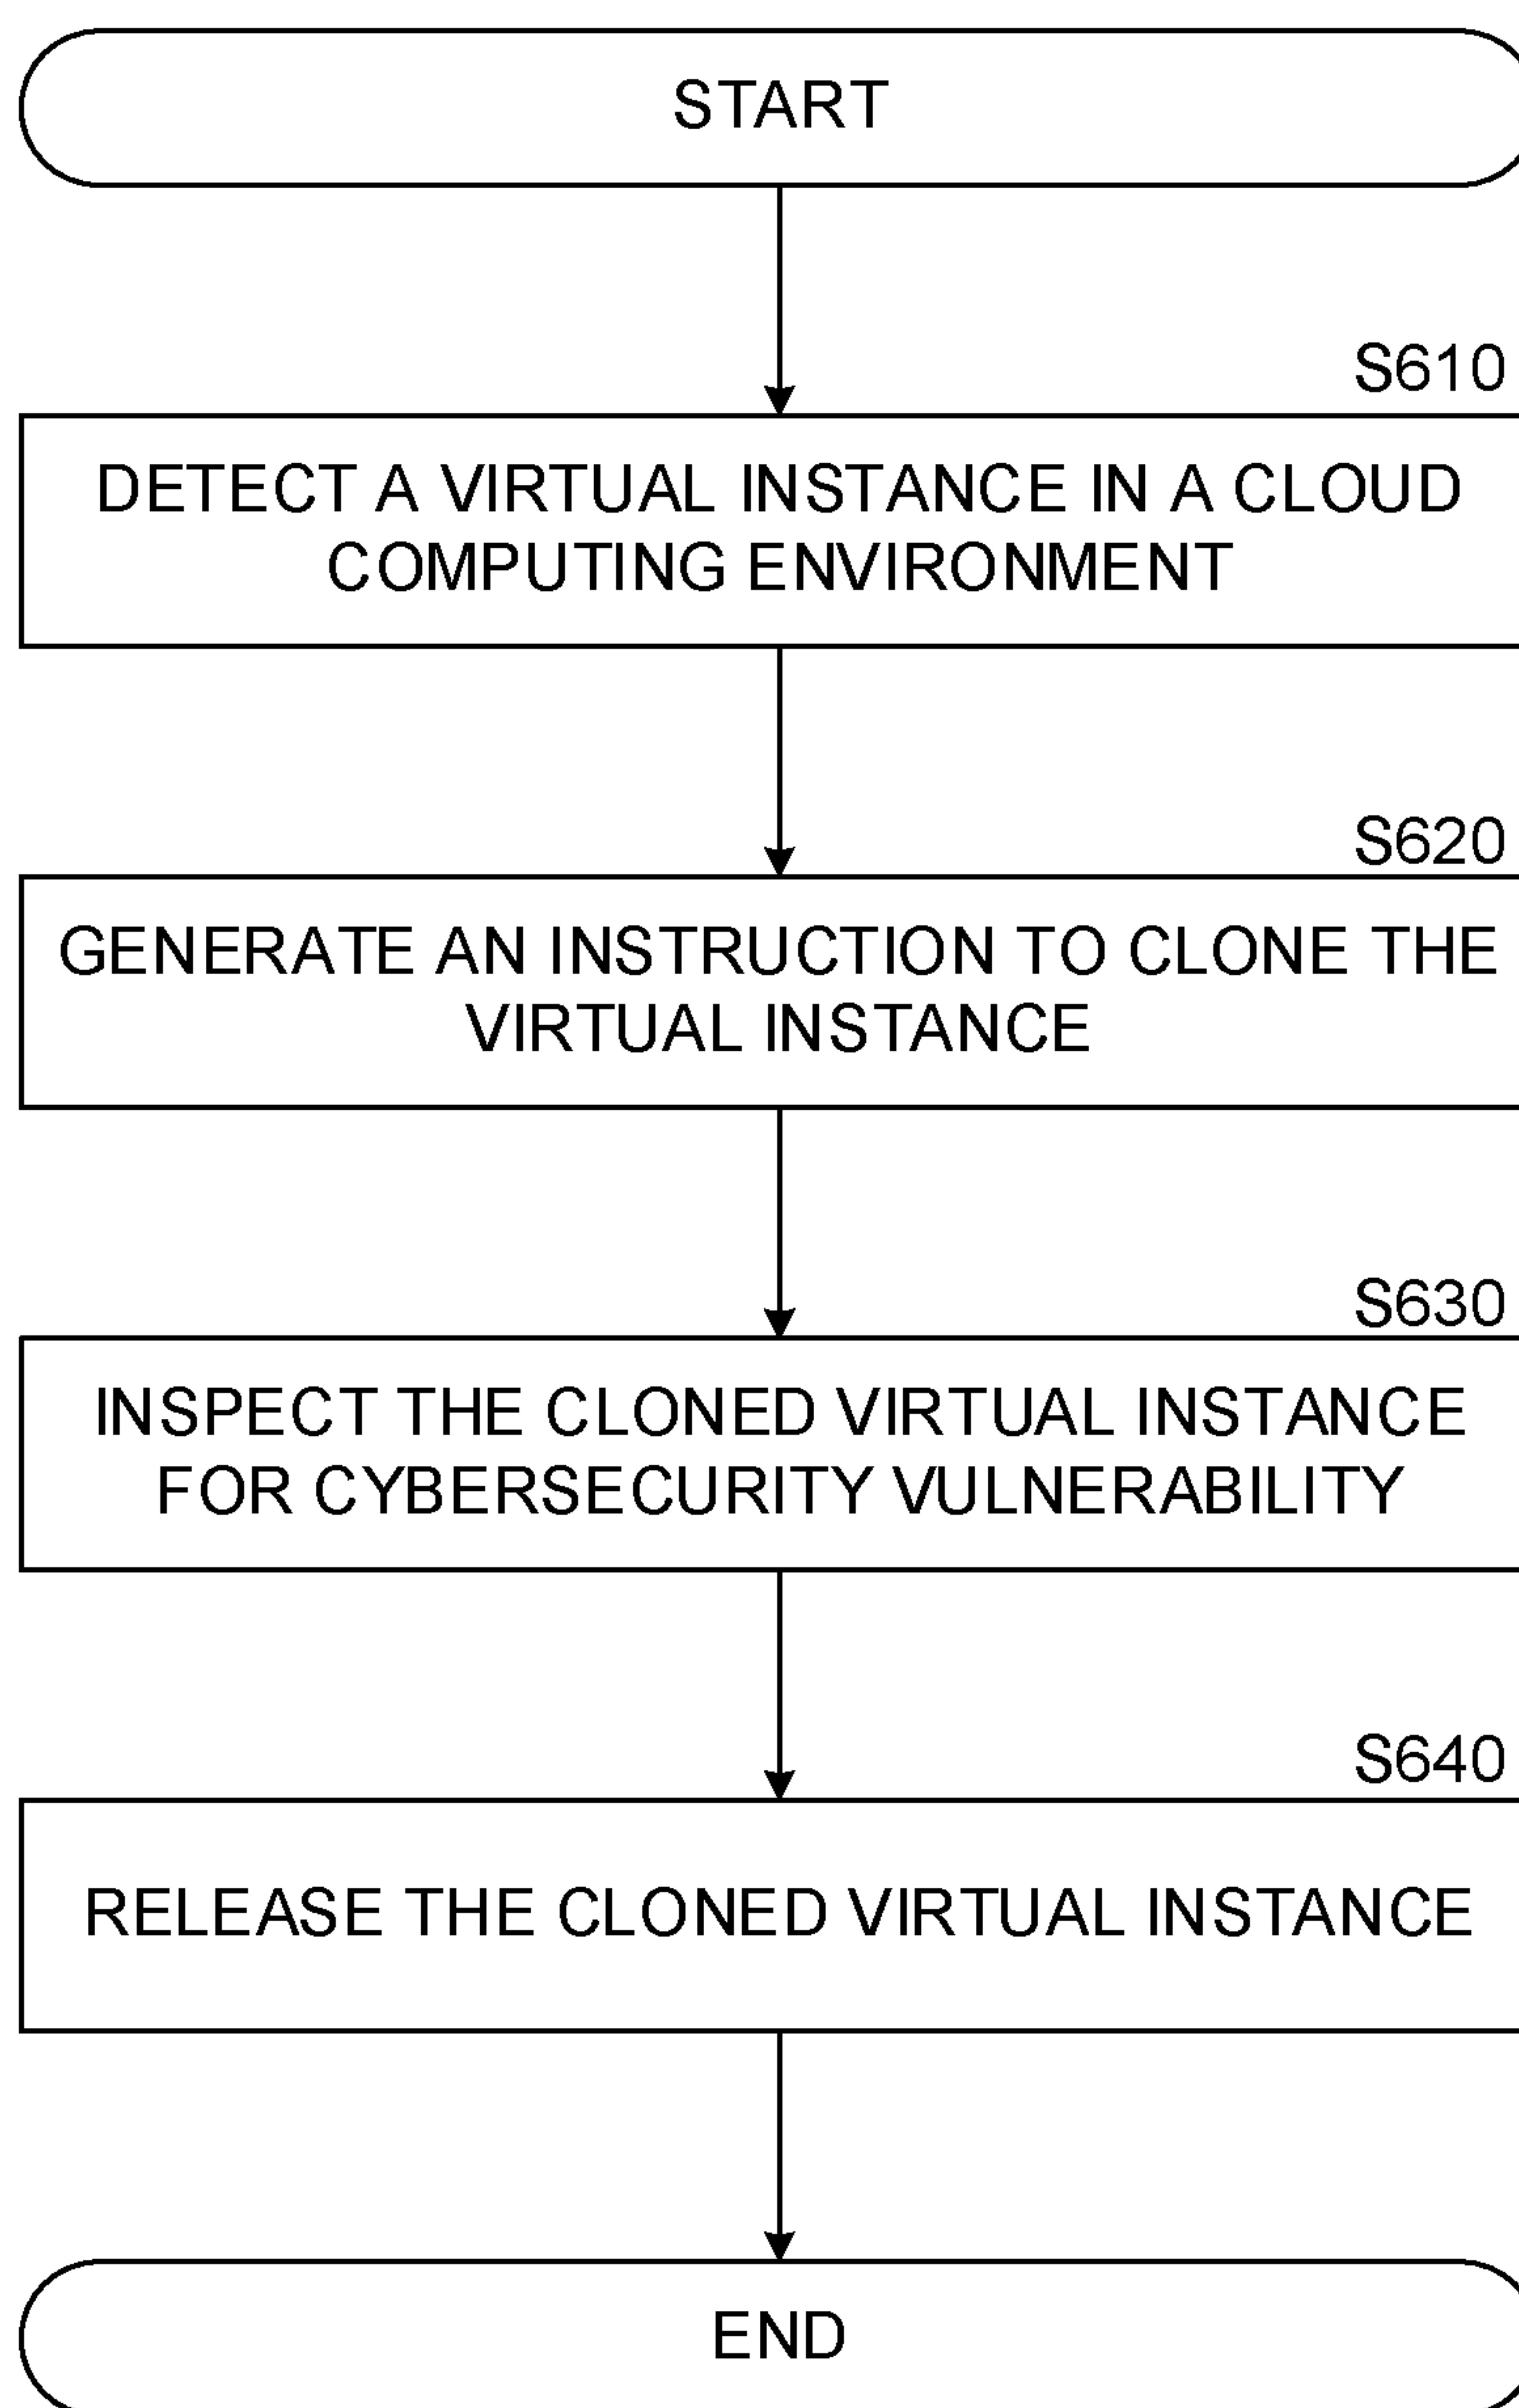 START
S610
DETECT A VIRTUAL INSTANCE IN A CLOUD
COMPUTING ENVIRONMENT
S620
GENERATE AN INSTRUCTION TO CLONE THE
VIRTUAL INSTANCE
S630
INSPECT THE CLONED VIRTUAL INSTANCE
FOR CYBERSECURITY VULNERABILITY
S640
RELEASE THE CLONED VIRTUAL INSTANCE
END